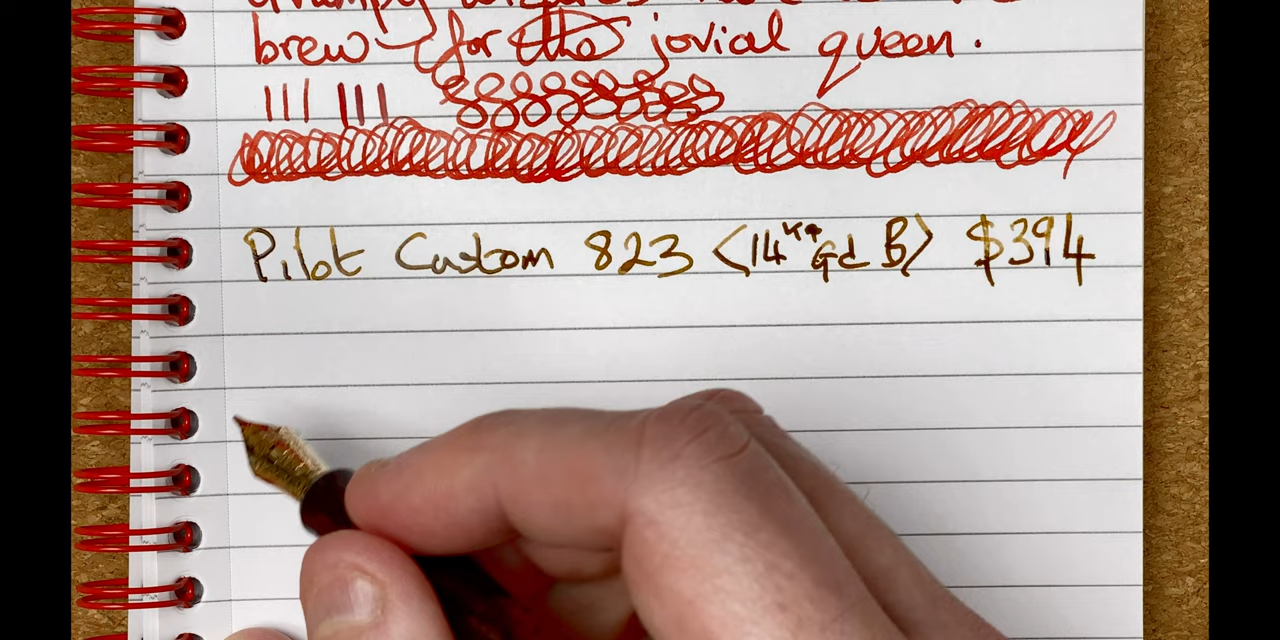 brew for the jovial queen.
Pilot Custom 823 <14kt Gd B> $394